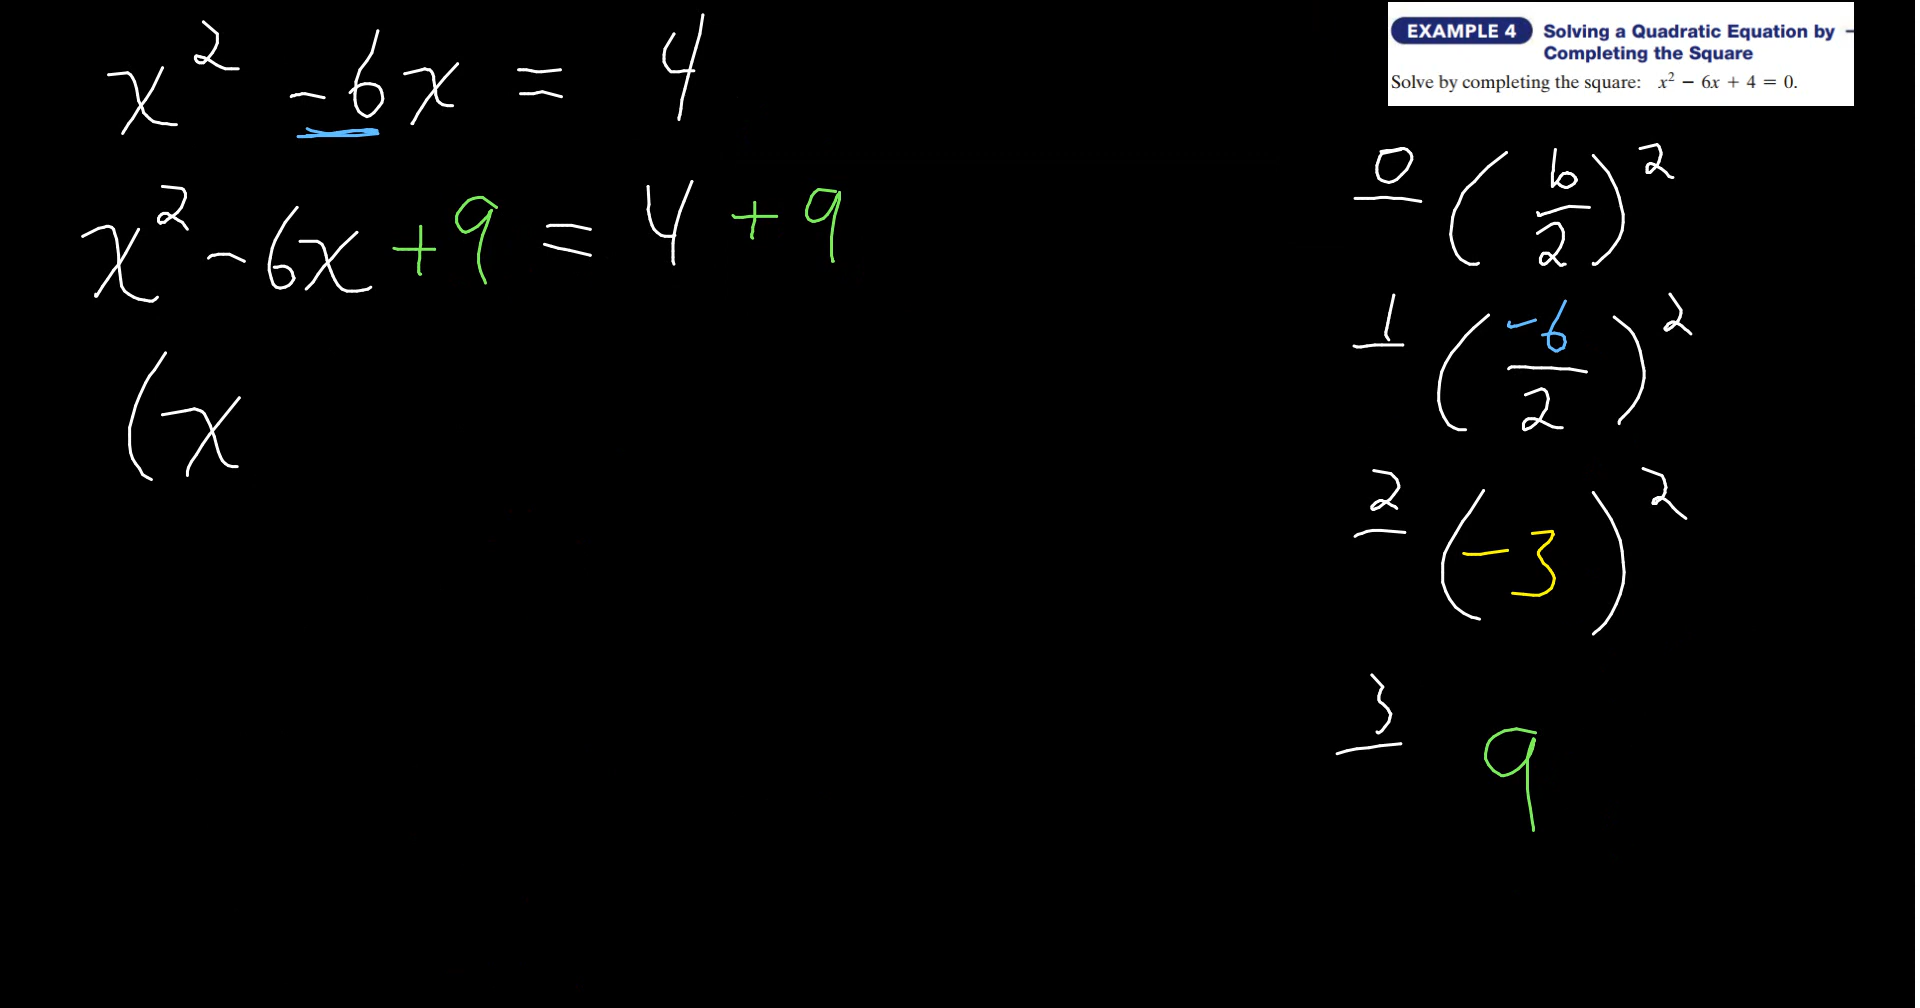 x² - 6x = 4
x² - 6x + 9 = 4 + 9
(x
EXAMPLE 4 Solving a Quadratic Equation by
Completing the Square
Solve by completing the square: x² − 6x + 4 = 0.
0 (b/2)²
1 (-6/2)²
2 (-3)²
3 9